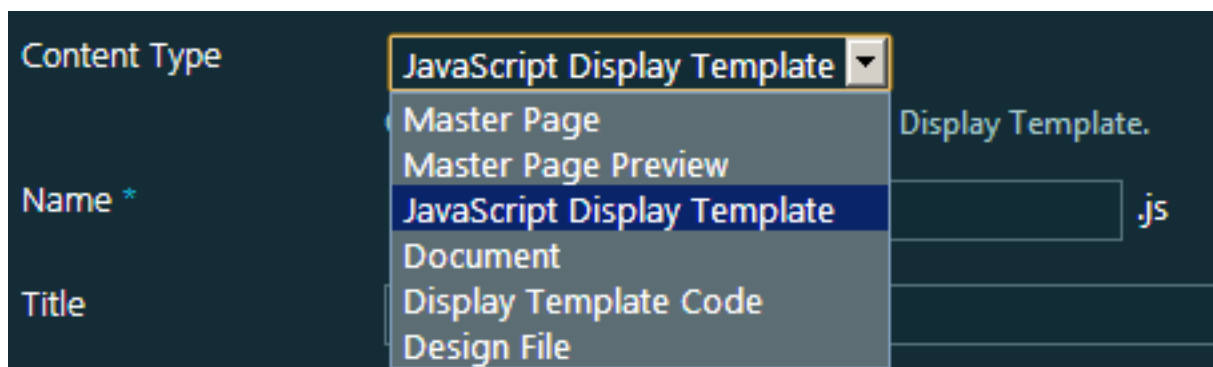 Content Type
JavaScript Display Template
Master Page
Display Template.
Master Page Preview
Name *
JavaScript Display Template
.js
Document
Title
Display Template Code
Design File